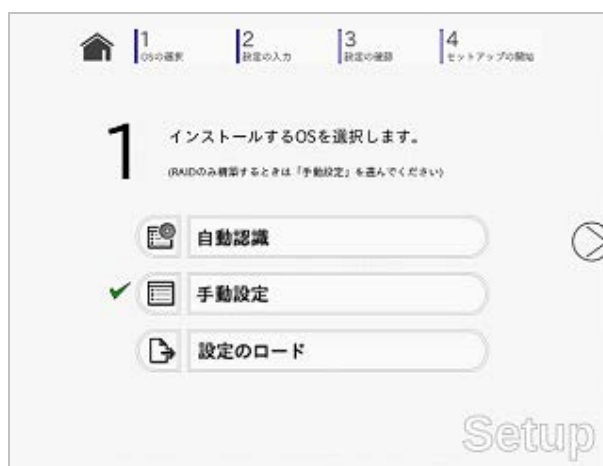 1
OSの選択
2
設定の入力
3
設定の確認
4
セットアップの開始
1
インストールするOSを選択します。
(RAIDのみ構築するときは「手動設定」を選んでください)
自動認識
手動設定
設定のロード
Setup